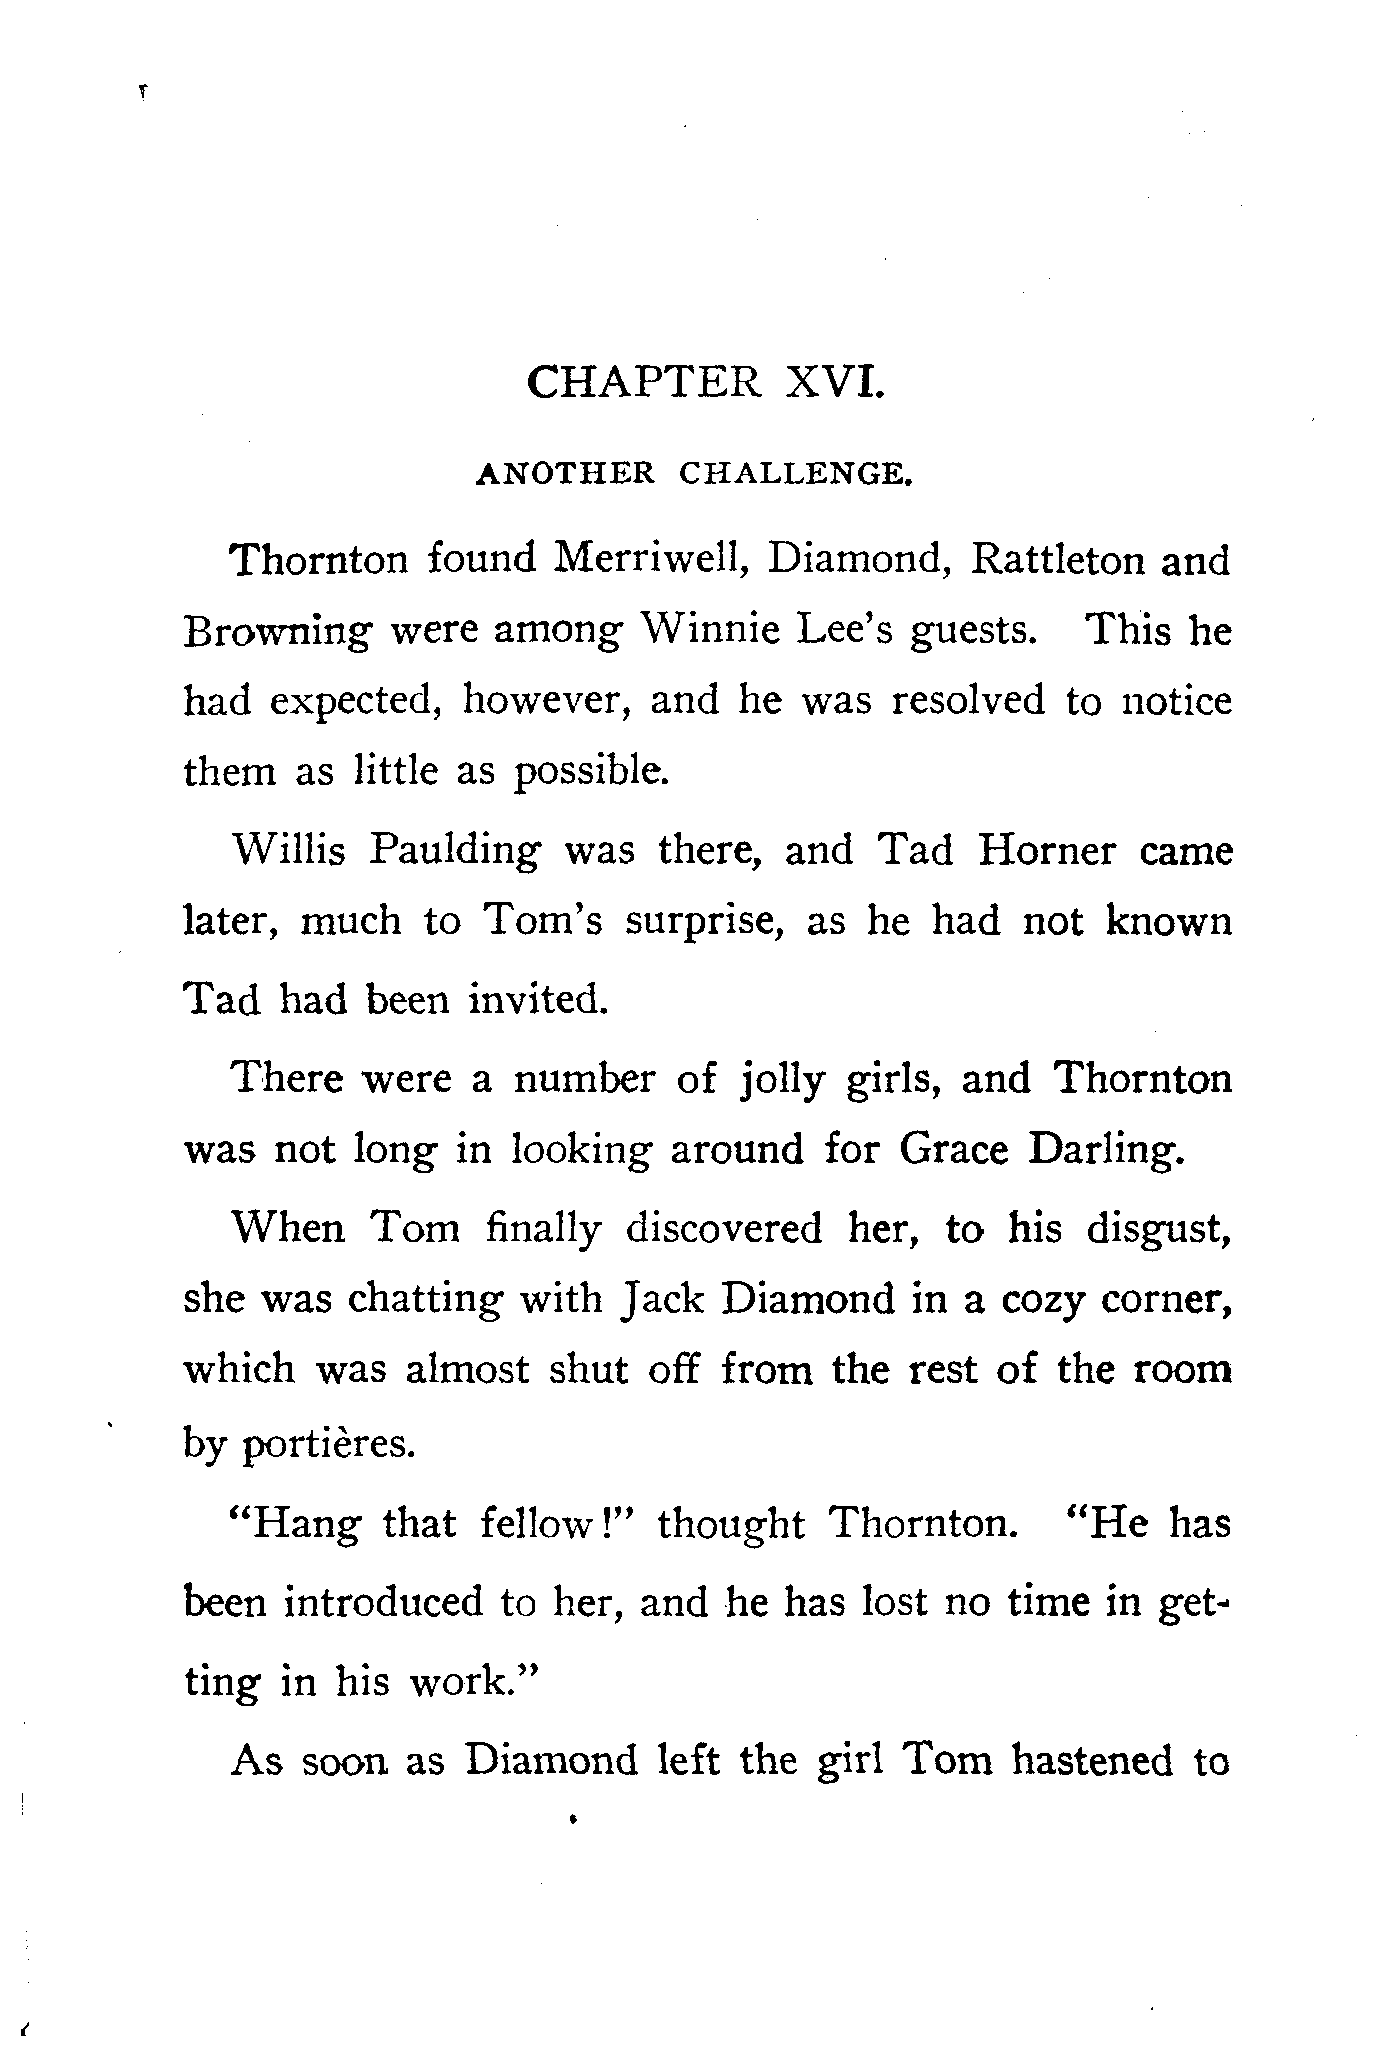 CHAPTER XVI.
ANOTHER CHALLENGE.
Thornton found Merriwell, Diamond, Rattleton and
Browning were among Winnie Lee's guests. This he
had expected, however, and he was resolved to notice
them as little as possible.
Willis Paulding was there, and Tad Horner came
later, much to Tom's surprise, as he had not known
Tad had been invited.
There were a number of jolly girls, and Thornton
was not long in looking around for Grace Darling.
When Tom finally discovered her, to his disgust,
she was chatting with Jack Diamond in a cozy corner,
which was almost shut off from the rest of the room
by portières.
"Hang that fellow!" thought Thornton. "He has
been introduced to her, and he has lost no time in get-
ting in his work."
As soon as Diamond left the girl Tom hastened to